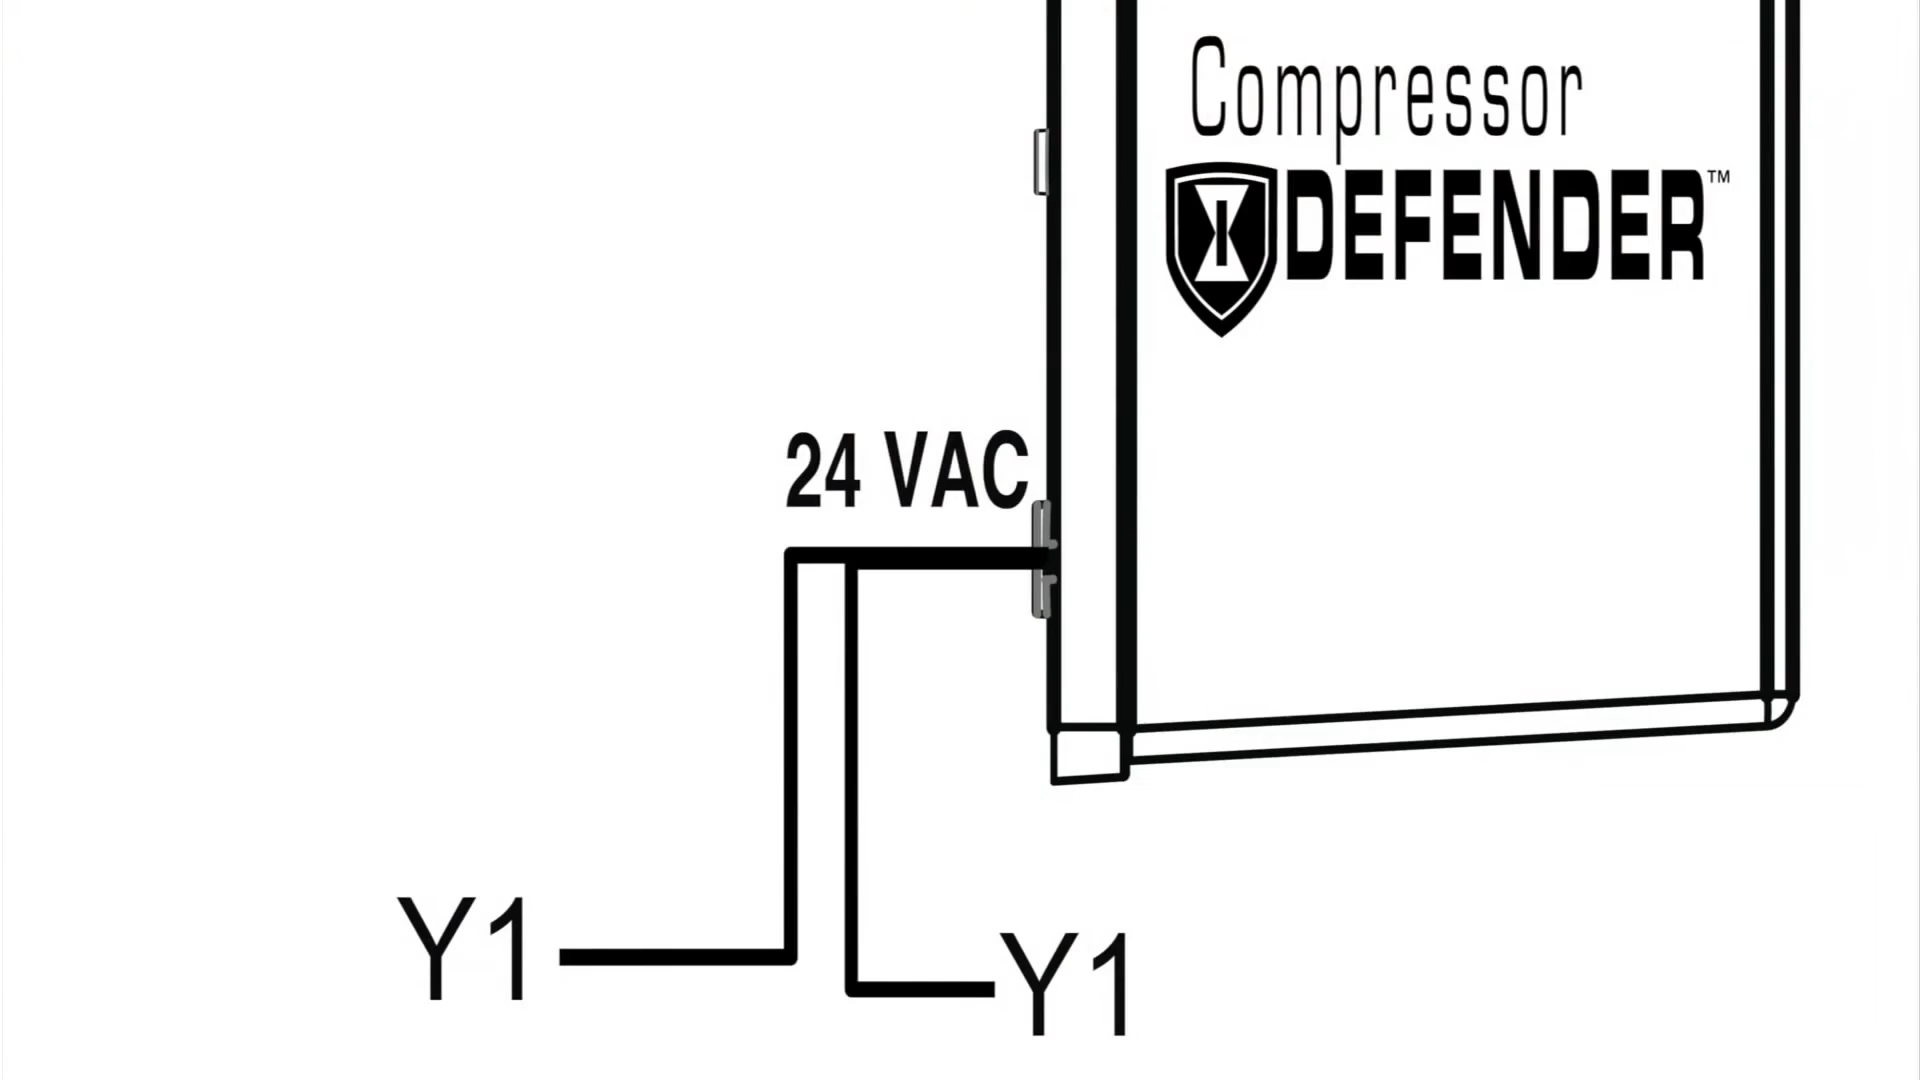 Compressor
DEFENDER™
24 VAC
Y1
Y1